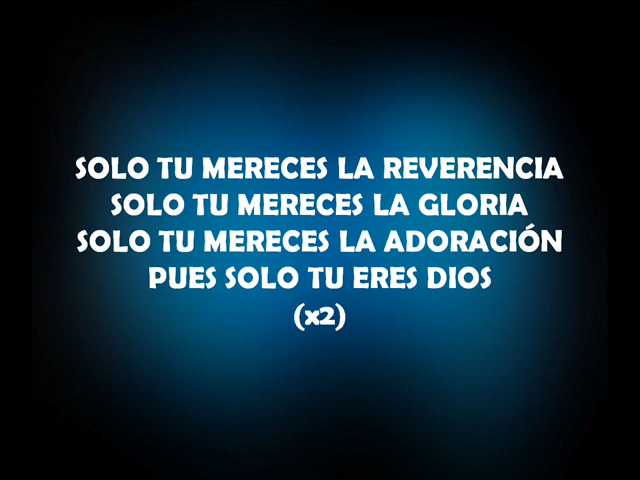 SOLO TU MERECES LA REVERENCIA
SOLO TU MERECES LA GLORIA
SOLO TU MERECES LA ADORACIÓN
PUES SOLO TU ERES DIOS
(x2)